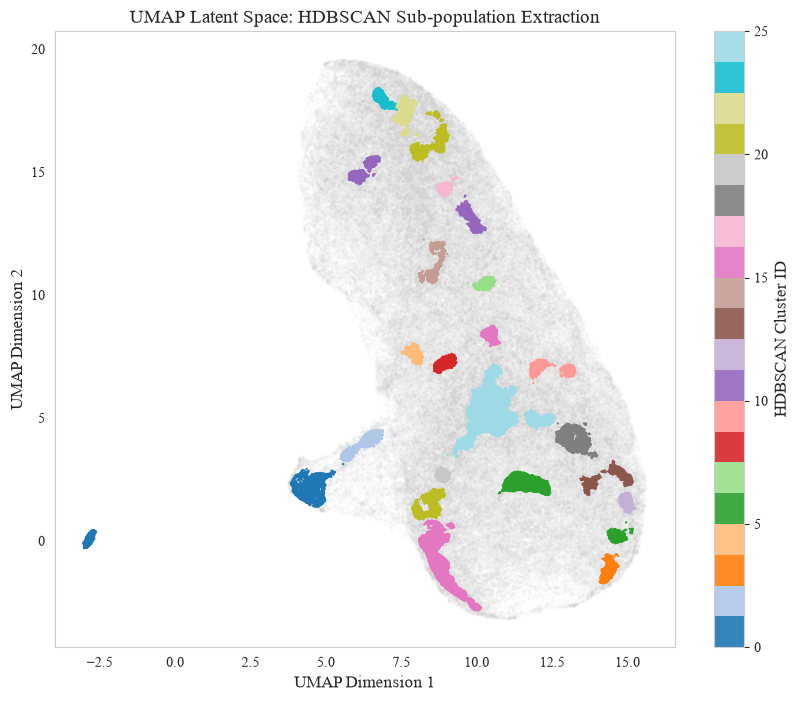 UMAP Latent Space: HDBSCAN Sub-population Extraction
20
15
10
5
0
UMAP Dimension 2
−2.5 0.0 2.5 5.0 7.5 10.0 12.5 15.0
UMAP Dimension 1
25
20
15
10
5
0
HDBSCAN Cluster ID